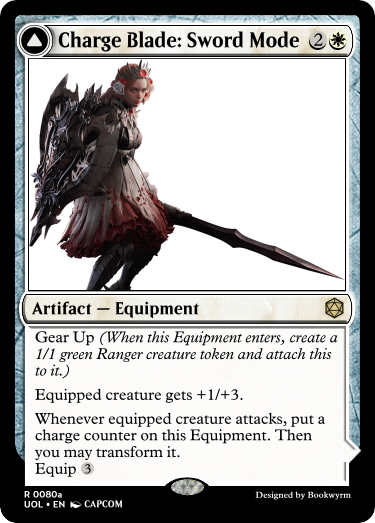 Charge Blade: Sword Mode 2
Artifact — Equipment
Gear Up (When this Equipment enters, create a
1/1 green Ranger creature token and attach this
to it.)
Equipped creature gets +1/+3.
Whenever equipped creature attacks, put a
charge counter on this Equipment. Then
you may transform it.
Equip 3
R 0080a
UOL • EN CAPCOM
Designed by Bookwyrm